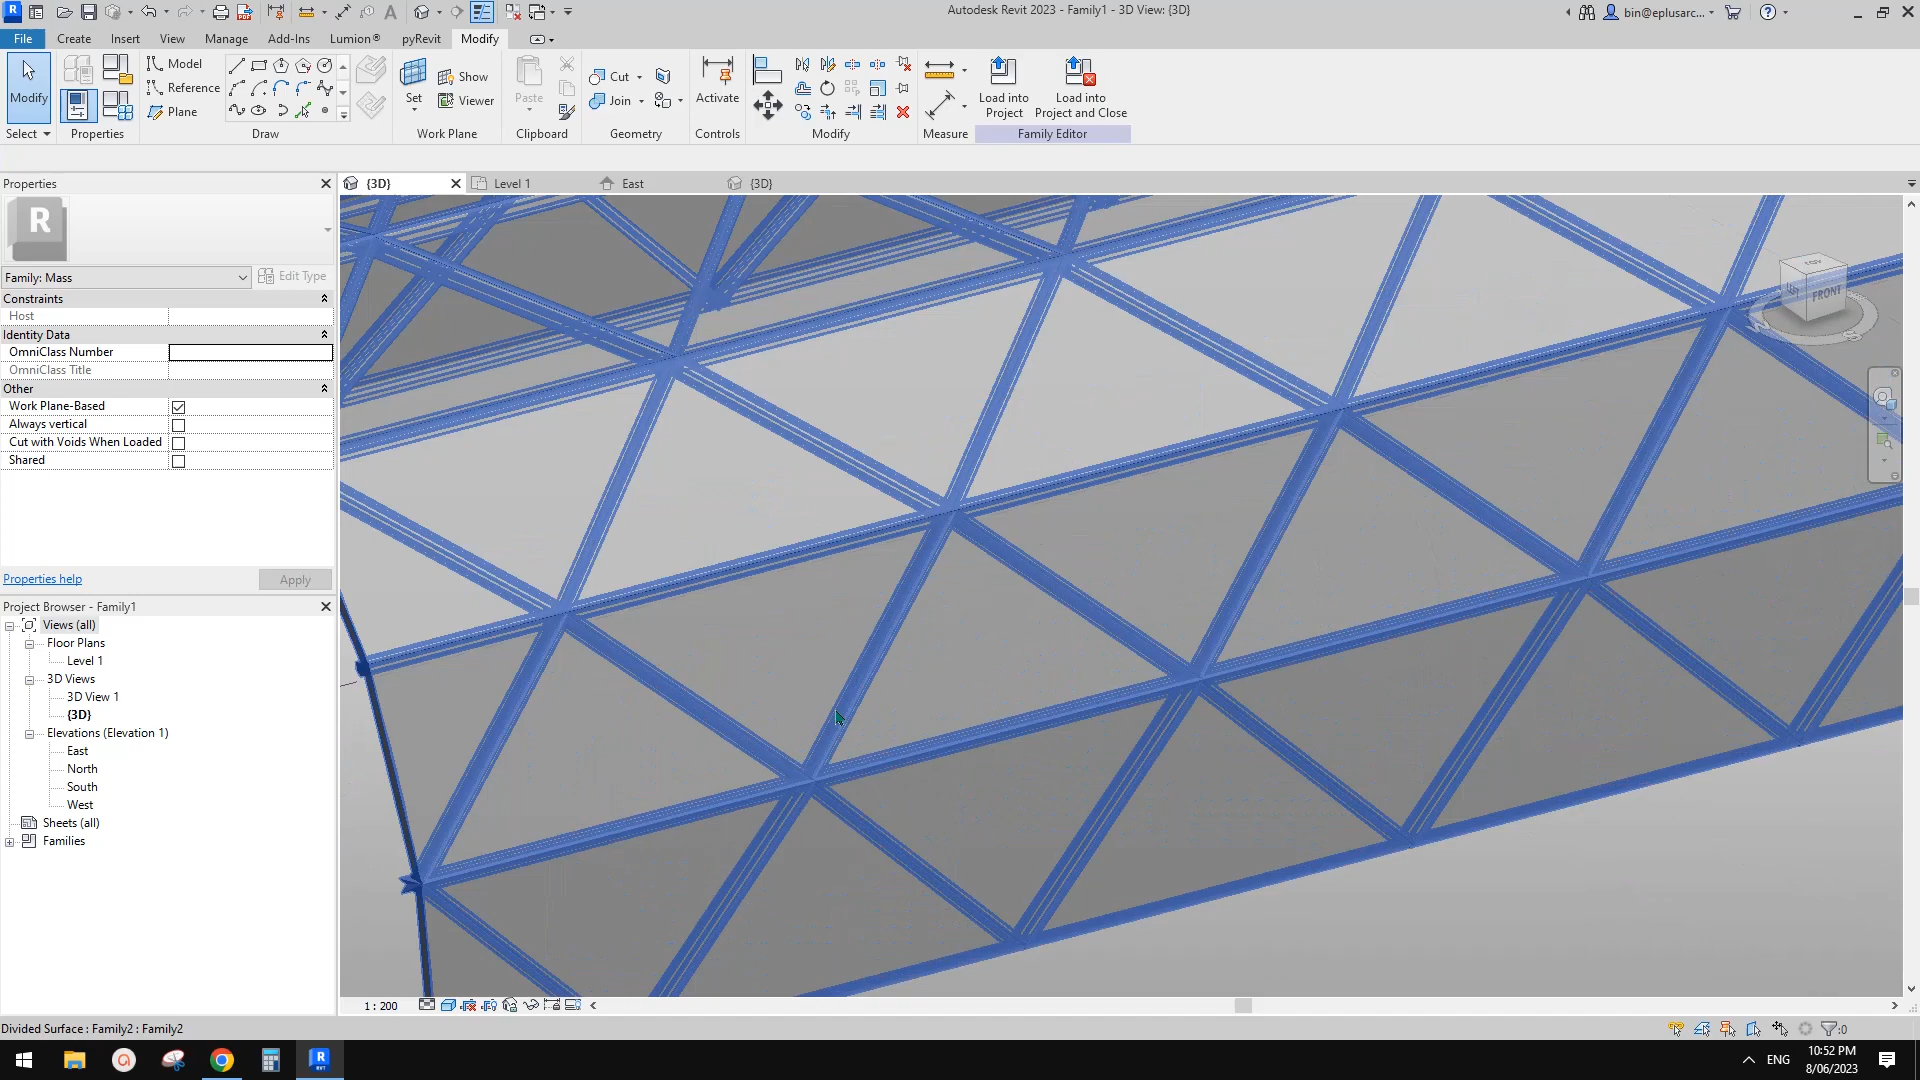 Autodesk Revit 2023 - Family1 - 3D View: {3D}
bin@eplusarc...
File
Create
Insert
View
Manage
Add-Ins
Lumion®
pyRevit
Modify
Modify
Model
Reference
Plane
Set
Show
Viewer
Paste
Cut
Join
Activate
Load into
Project
Load into
Project and Close
Select
Properties
Draw
Work Plane
Clipboard
Geometry
Controls
Modify
Measure
Family Editor
Properties
{3D}
Level 1
East
{3D}
R
Family: Mass
Edit Type
Constraints
Host
Identity Data
OmniClass Number
OmniClass Title
Other
Work Plane-Based
Always vertical
Cut with Voids When Loaded
Shared
Properties help
Apply
Project Browser - Family1
Views (all)
Floor Plans
Level 1
3D Views
3D View 1
{3D}
Elevations (Elevation 1)
East
North
South
West
Sheets (all)
Families
FRONT
W
S
1 : 200
Divided Surface : Family2 : Family2
:0
ENG
10:52 PM
8/06/2023